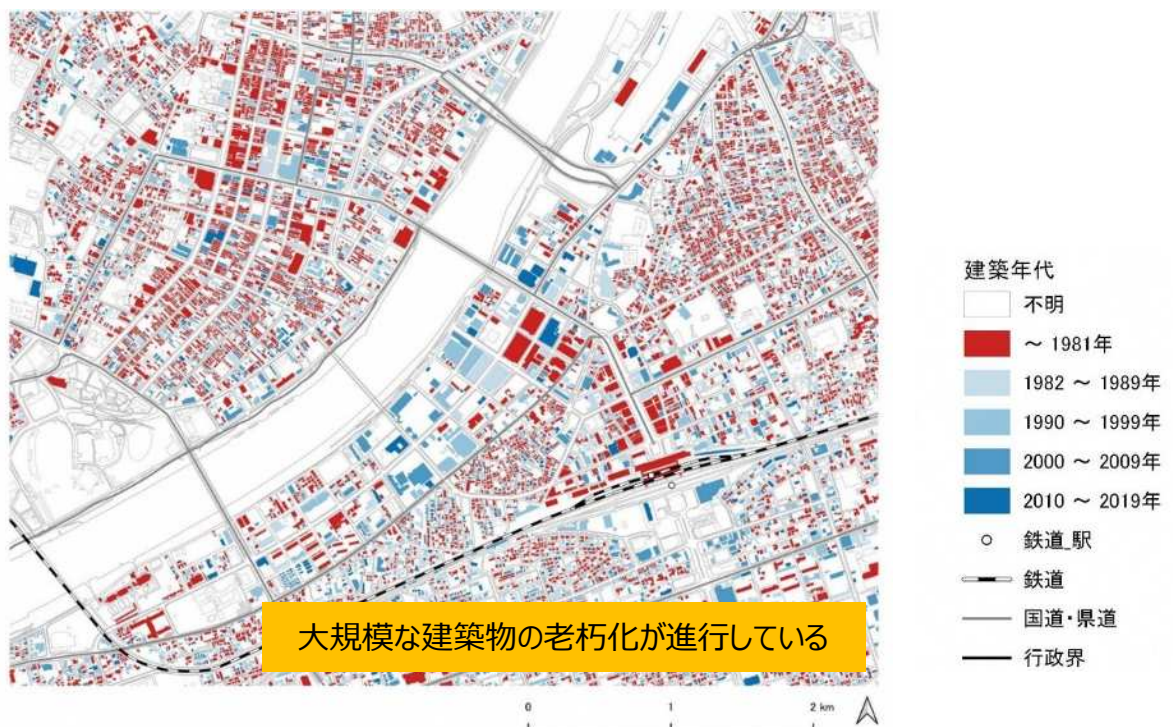 建築年代
不明
～ 1981年
1982 ～ 1989年
1990 ～ 1999年
2000 ～ 2009年
2010 ～ 2019年
鉄道_駅
鉄道
国道・県道
行政界
大規模な建築物の老朽化が進行している
0 1 2 km